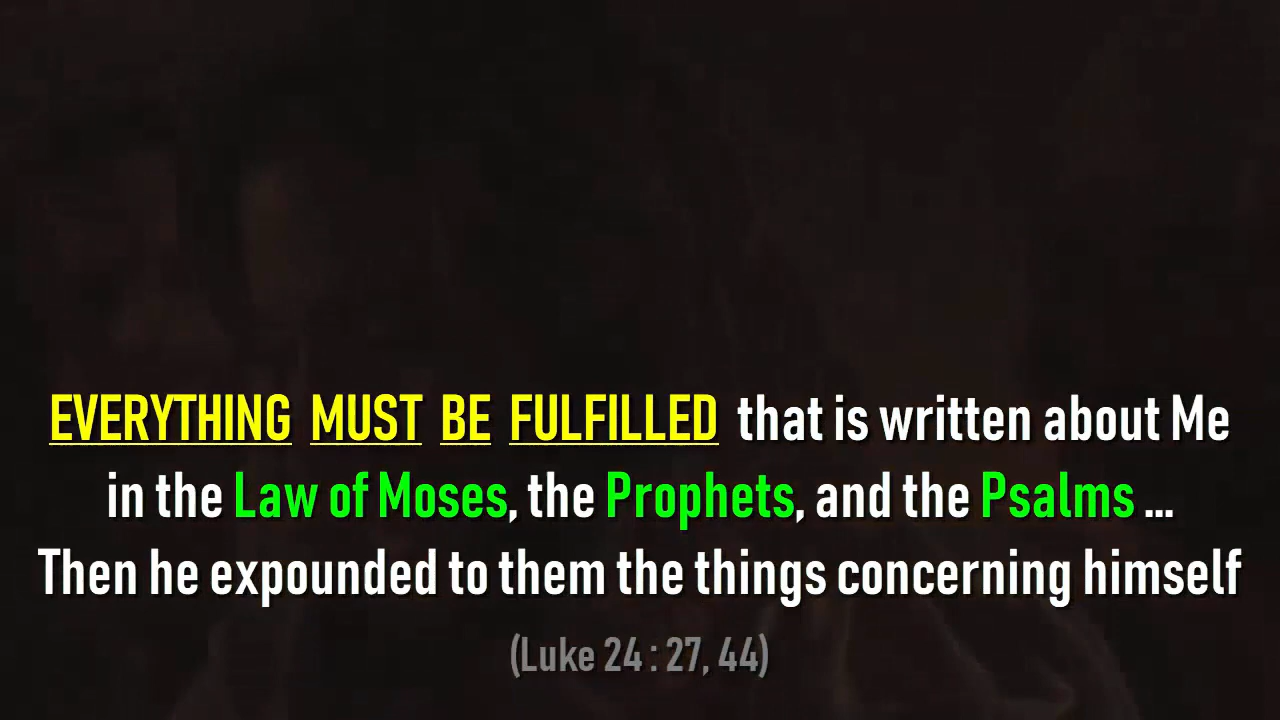 EVERYTHING MUST BE FULFILLED that is written about Me
in the Law of Moses, the Prophets, and the Psalms ...
Then he expounded to them the things concerning himself
(Luke 24 : 27, 44)